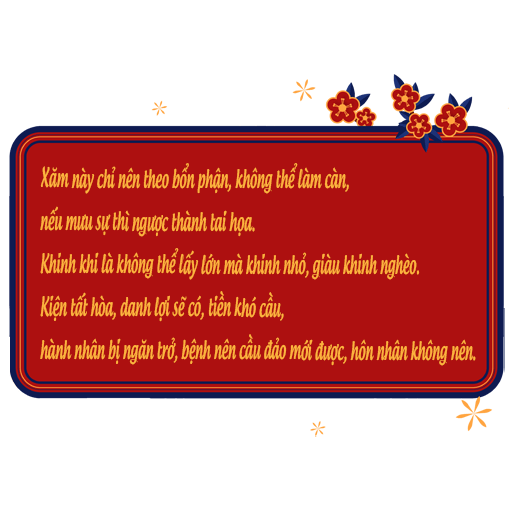 Xăm này chỉ nên theo bổn phận, không thể làm càn,
nếu mưu sự thì ngược thành tai họa.
Khinh khi là không thể lấy lớn mà khinh nhỏ, giàu khinh nghèo.
Kiện tất hòa, danh lợi sẽ có, tiền khó cầu,
hành nhân bị ngăn trở, bệnh nên cầu đảo mới được, hôn nhân không nên.